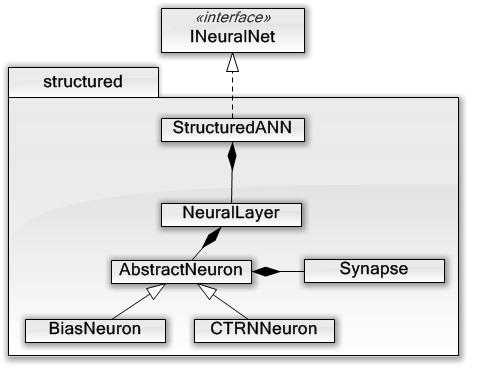 «interface»
INeuralNet
structured
StructuredANN
NeuralLayer
AbstractNeuron
Synapse
BiasNeuron
CTRNNeuron